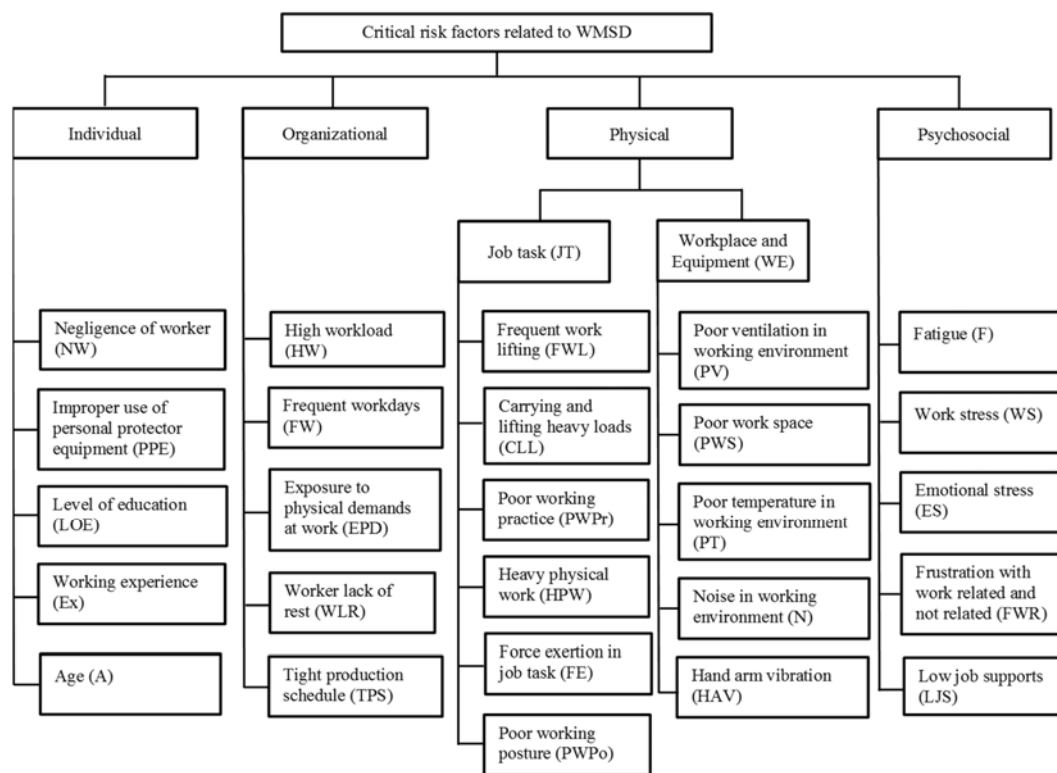 Critical risk factors related to WMSD
Individual
Organizational
Physical
Psychosocial
Job task (JT)
Workplace and
Equipment (WE)
Negligence of worker
(NW)
Improper use of
personal protector
equipment (PPE)
Level of education
(LOE)
Working experience
(Ex)
Age (A)
High workload
(HW)
Frequent workdays
(FW)
Exposure to
physical demands
at work (EPD)
Worker lack of
rest (WLR)
Tight production
schedule (TPS)
Frequent work
lifting (FWL)
Carrying and
lifting heavy loads
(CLL)
Poor working
practice (PWPr)
Heavy physical
work (HPW)
Force exertion in
job task (FE)
Poor working
posture (PWPo)
Poor ventilation in
working environment
(PV)
Poor work space
(PWS)
Poor temperature in
working environment
(PT)
Noise in working
environment (N)
Hand arm vibration
(HAV)
Fatigue (F)
Work stress (WS)
Emotional stress
(ES)
Frustration with
work related and
not related (FWR)
Low job supports
(LJS)